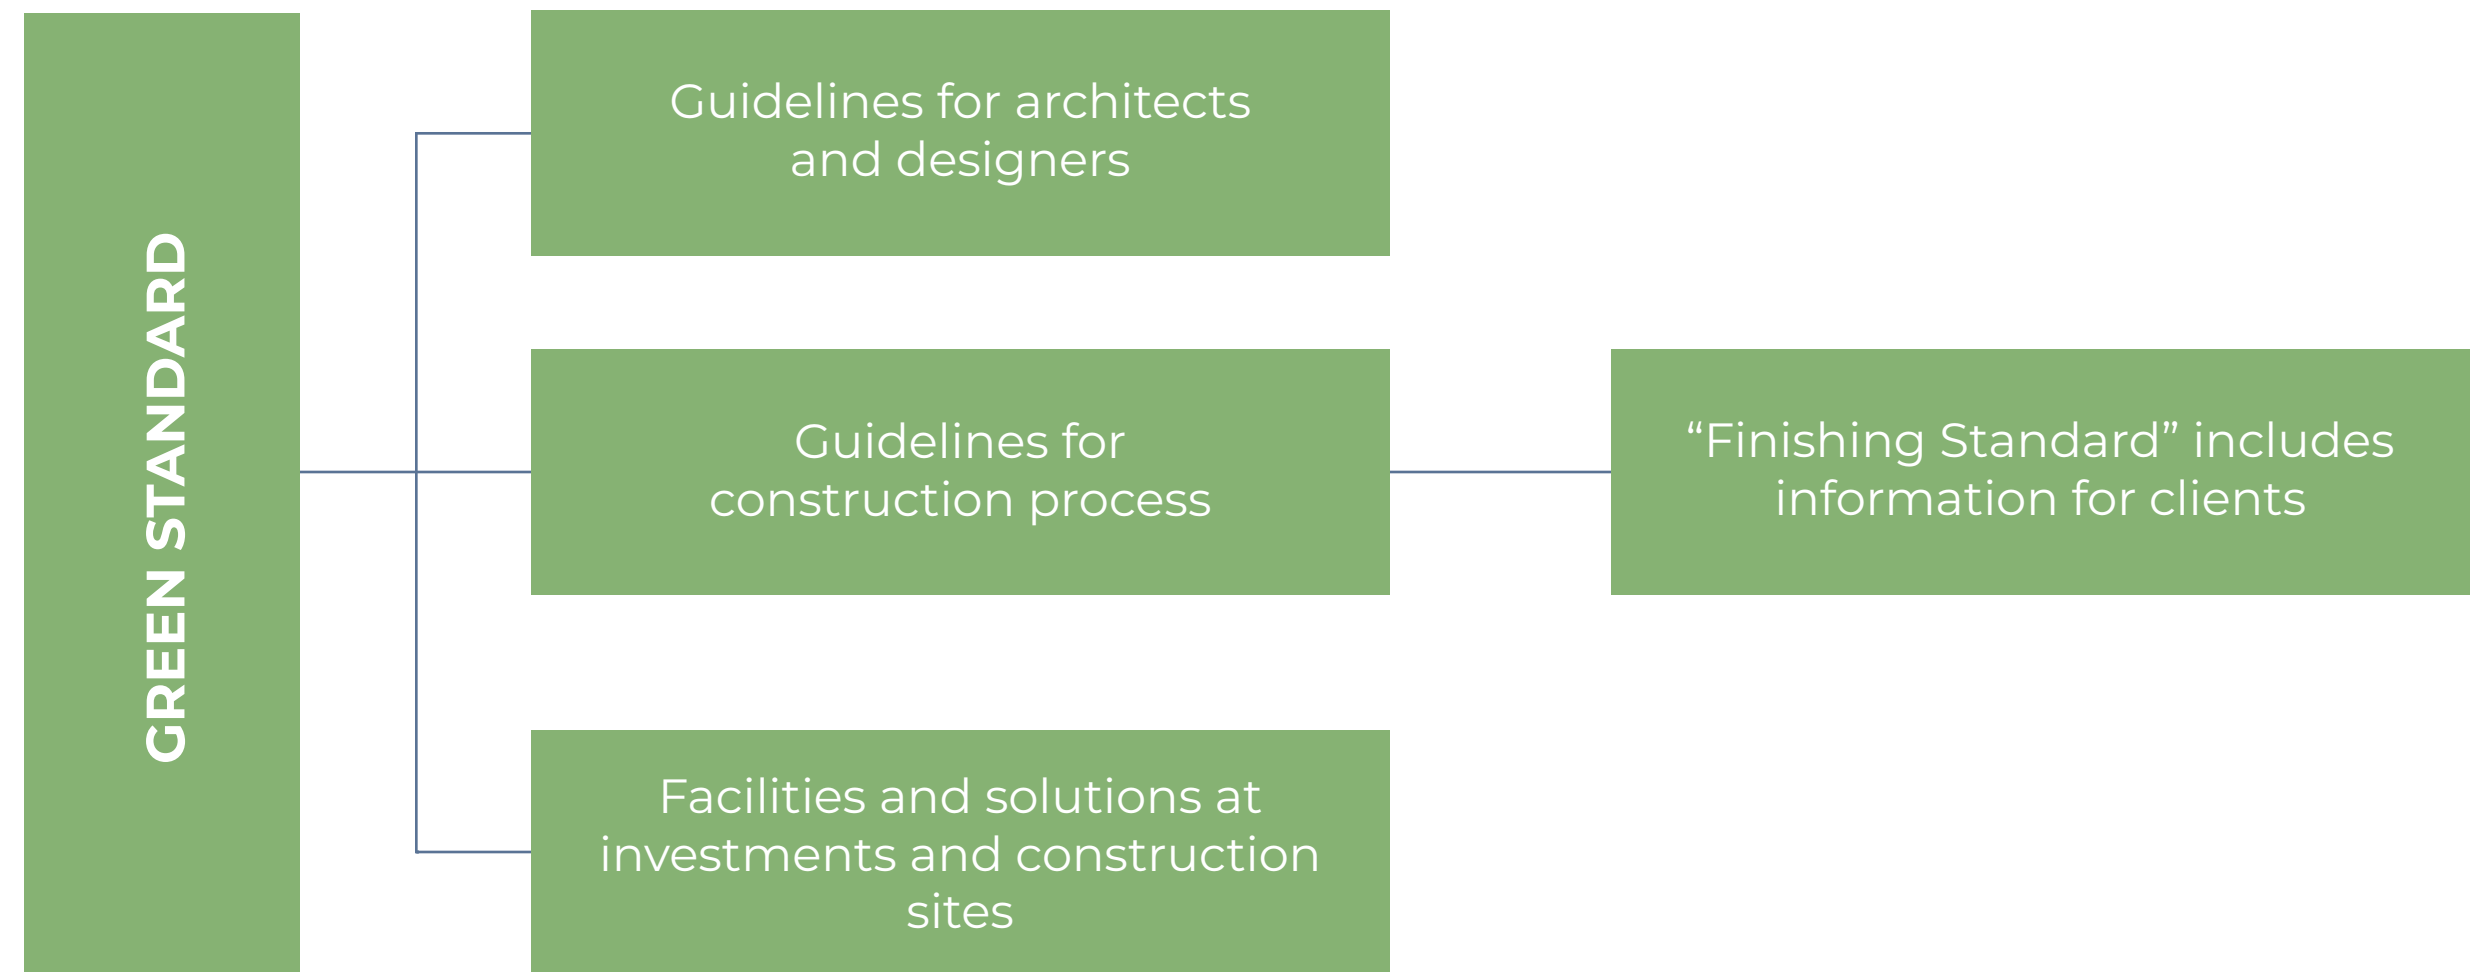 GREEN STANDARD
Guidelines for architects
and designers
Guidelines for
construction process
“Finishing Standard” includes
information for clients
Facilities and solutions at
investments and construction
sites